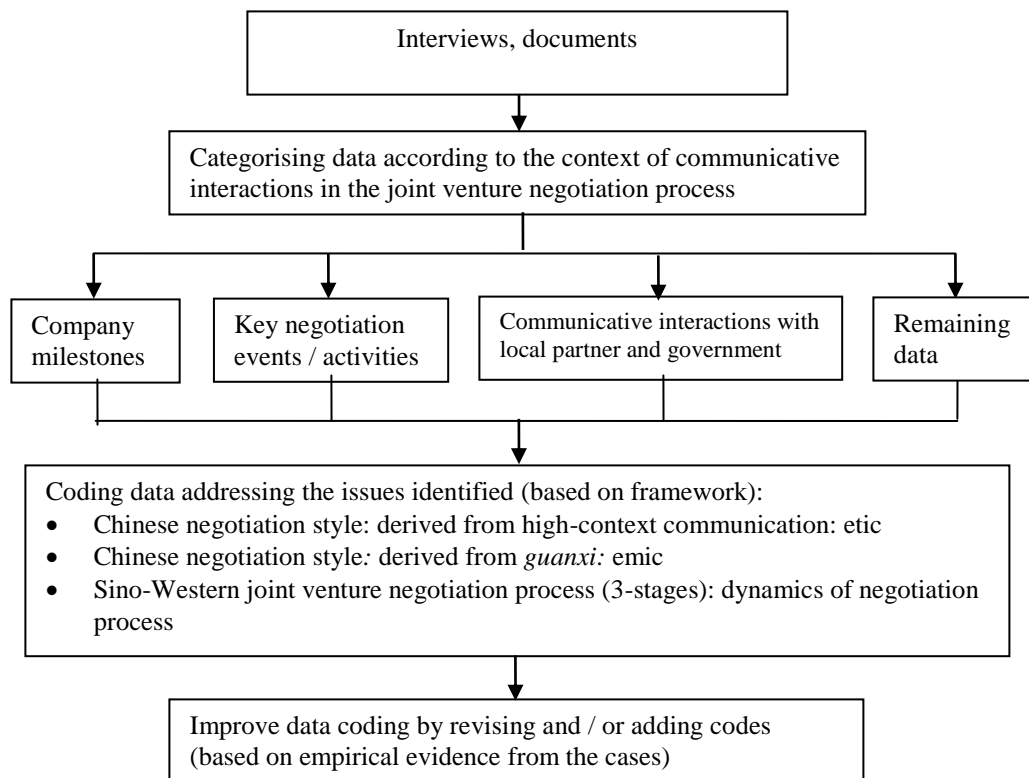 Interviews, documents
Categorising data according to the context of communicative
interactions in the joint venture negotiation process
Company
milestones
Key negotiation
events / activities
Communicative interactions with
local partner and government
Remaining
data
Coding data addressing the issues identified (based on framework):
• Chinese negotiation style: derived from high-context communication: etic
• Chinese negotiation style: derived from guanxi: emic
• Sino-Western joint venture negotiation process (3-stages): dynamics of negotiation
process
Improve data coding by revising and / or adding codes
(based on empirical evidence from the cases)